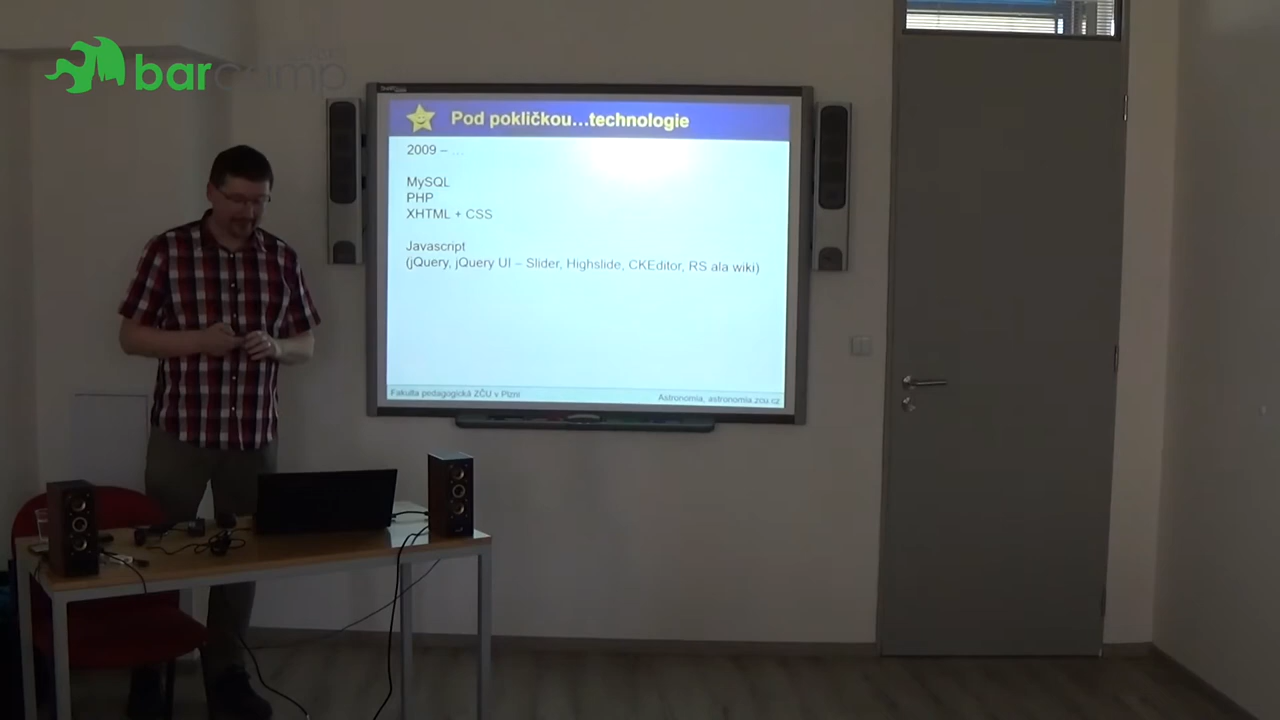 barcamp
Pod pokličkou...technologie
2009 – ...
MySQL
PHP
XHTML + CSS
Javascript
(jQuery, jQuery UI – Slider, Highslide, CKEditor, RS ala wiki)
Fakulta pedagogická ZČU v Plzni
Astronomia, astronomia.zcu.cz